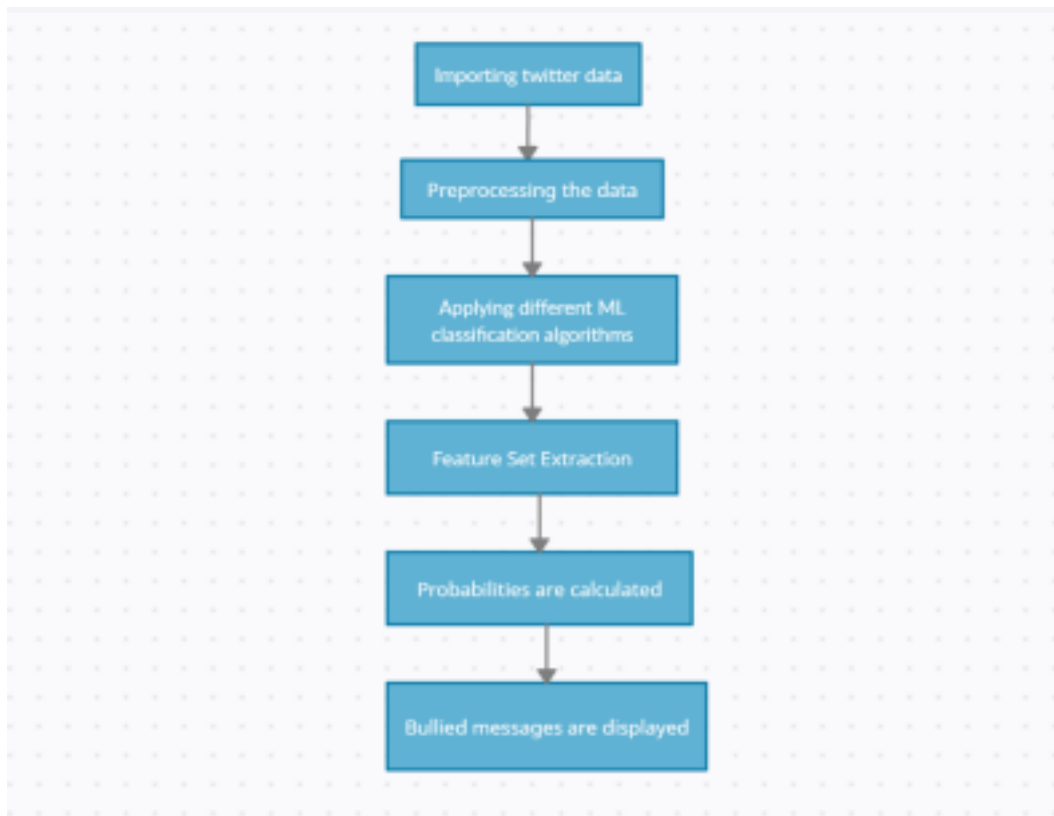 Importing twitter data
Preprocessing the data
Applying different ML
classification algorithms
Feature Set Extraction
Probabilities are calculated
Bullied messages are displayed